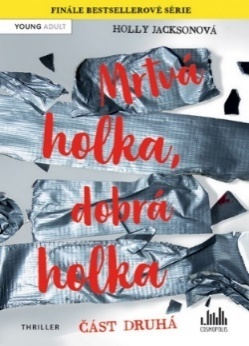 FINÁLE BESTSELLEROVÉ SÉRIE
YOUNG ADULT
HOLLY JACKSONOVÁ
Mrtvá
holka,
dobrá
holka
THRILLER
ČÁST DRUHÁ
COSMOPOLIS